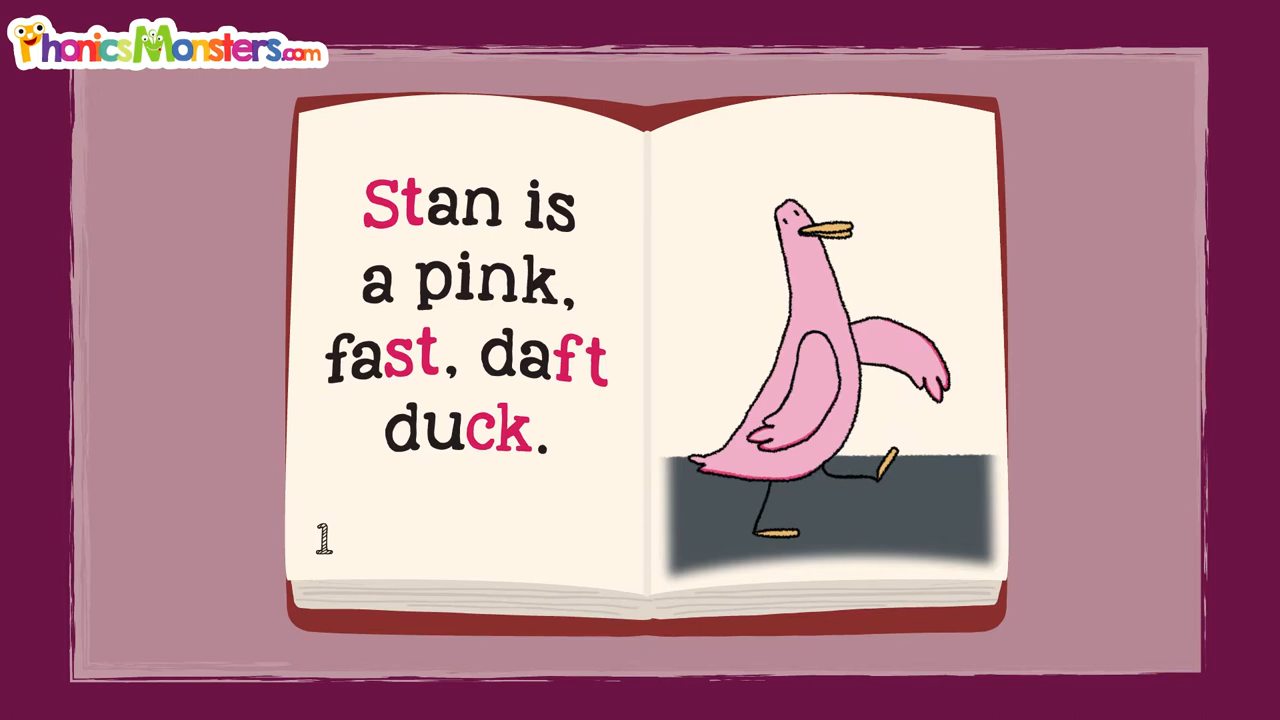 PhonicsMonsters.com
Stan is
a pink,
fast, daft
duck.
1